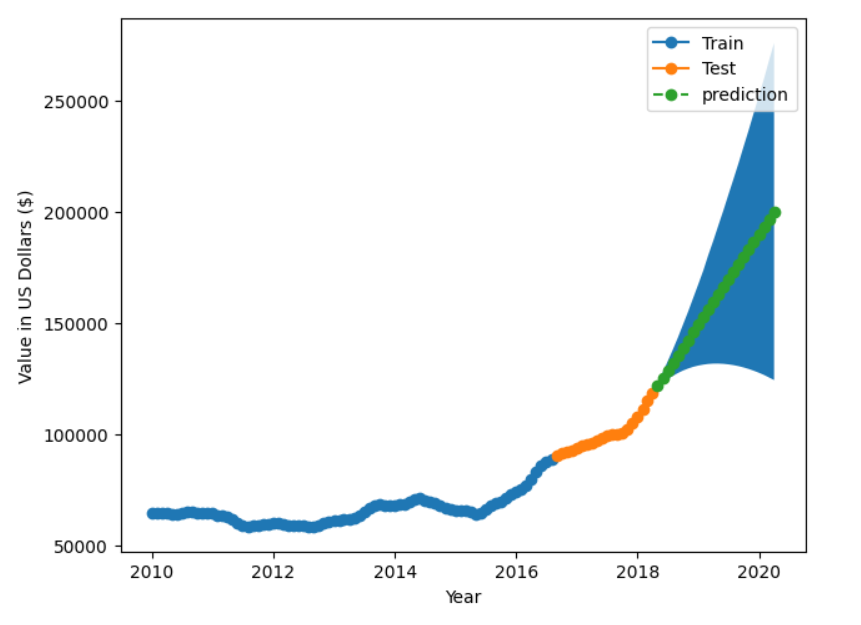 Train
Test
prediction
250000
200000
150000
100000
50000
Value in US Dollars ($)
2010 2012 2014 2016 2018 2020
Year